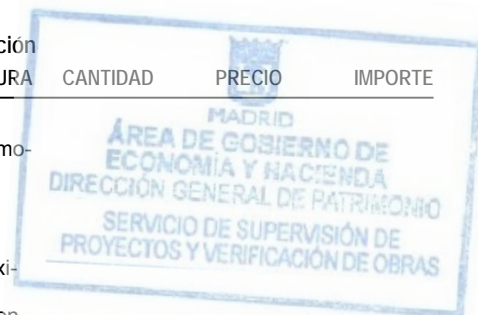 ción
URA CANTIDAD PRECIO IMPORTE
MADRID
mo-
ÁREA DE GOBIERNO DE
ECONOMÍA Y HACIENDA
DIRECCIÓN GENERAL DE PATRIMONIO
SERVICIO DE SUPERVISIÓN DE
PROYECTOS Y VERIFICACIÓN DE OBRAS
xi-
en